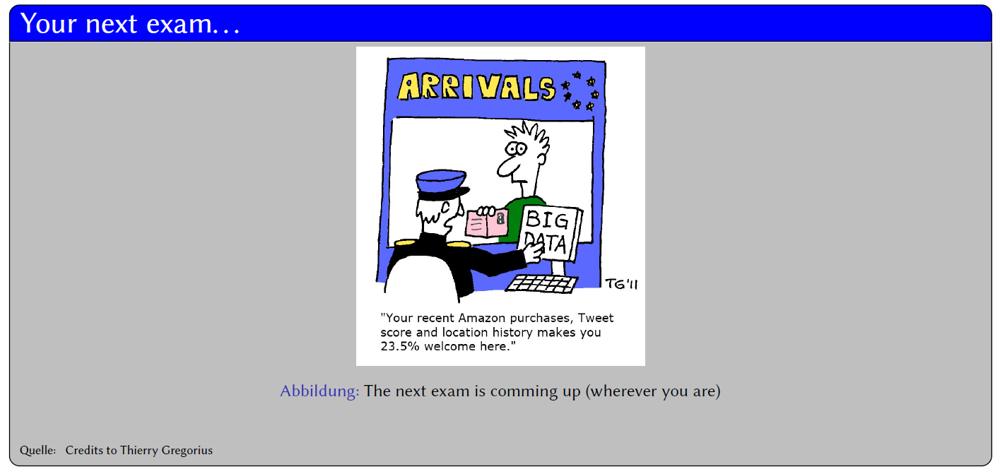 Your next exam...
ARRIVALS
BIG
DATA
TG'11
"Your recent Amazon purchases, Tweet
score and location history makes you
23.5% welcome here."
Abbildung: The next exam is comming up (wherever you are)
Quelle: Credits to Thierry Gregorius